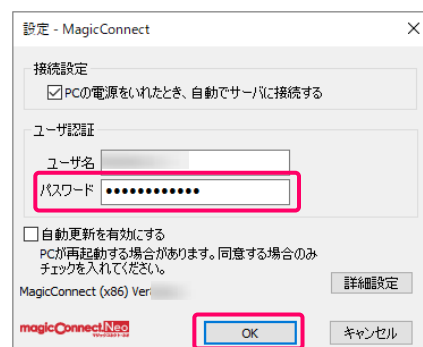 設定 - MagicConnect
接続設定
PCの電源をいれたとき、自動でサーバに接続する
ユーザ認証
ユーザ名
パスワード ●●●●●●●●●●●●
自動更新を有効にする
PCが再起動する場合があります。同意する場合のみ
チェックを入れてください。
詳細設定
MagicConnect (x86) Ver
magicConnect.Neo
OK
キャンセル